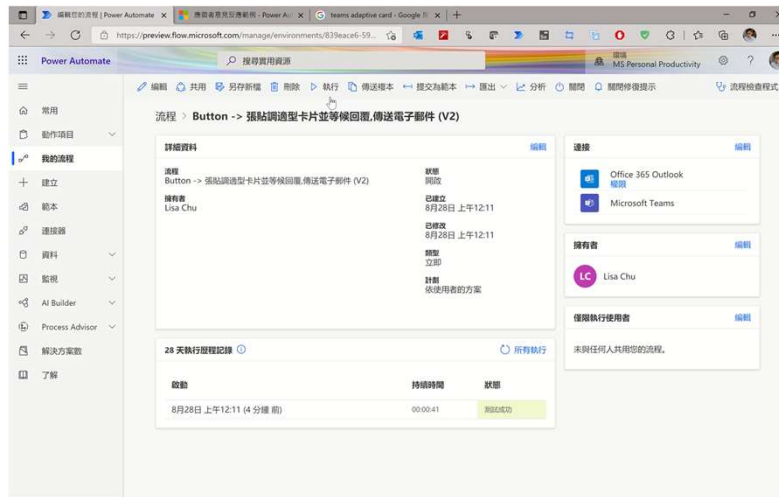 編輯您的流程 | Power Automate
應徵者意見反應範例 - Power Au
teams adaptive card - Google
https://preview.flow.microsoft.com/manage/environments/839eace6-59...
Power Automate
搜尋實用資源
環境
MS Personal Productivity
編輯 共用 另存新檔 刪除 執行 傳送複本 提交為範本 匯出 分析 關閉 關閉修復提示 流程檢查程式
常用
動作項目
我的流程
建立
範本
連接器
資料
監視
AI Builder
Process Advisor
解決方案數
了解
流程 > Button -> 張貼調適型卡片並等候回覆,傳送電子郵件 (V2)
詳細資料 編輯
流程
Button -> 張貼調適型卡片並等候回覆,傳送電子郵件 (V2)
擁有者
Lisa Chu
狀態
開啟
已建立
8月28日 上午12:11
已修改
8月28日 上午12:11
類型
立即
計劃
依使用者的方案
28 天執行歷程記錄 所有執行
啟動 持續時間 狀態
8月28日 上午12:11 (4 分鐘 前) 00:00:41 測試成功
連接 編輯
Office 365 Outlook
權限
Microsoft Teams
擁有者 編輯
LC Lisa Chu
僅限執行使用者 編輯
未與任何人共用您的流程。